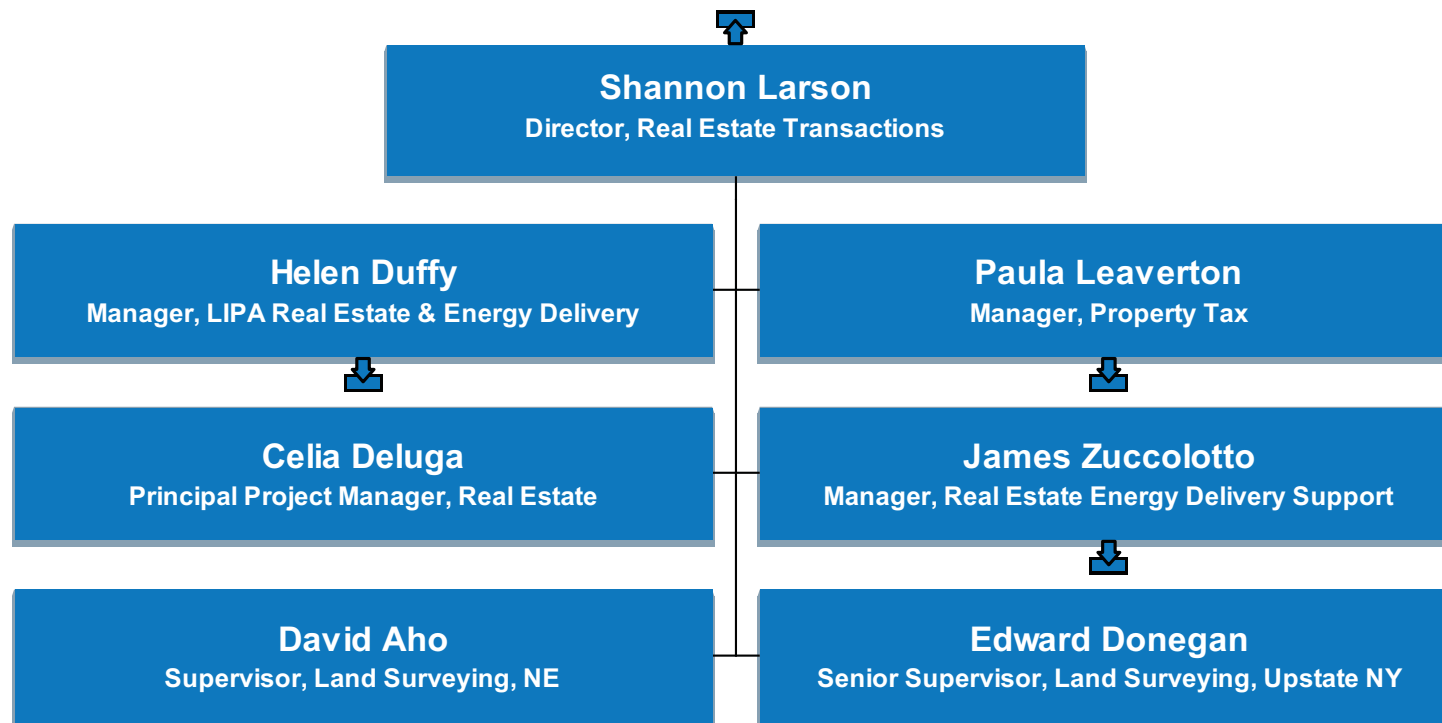 Shannon Larson
Director, Real Estate Transactions
Helen Duffy
Manager, LIPA Real Estate & Energy Delivery
Paula Leaverton
Manager, Property Tax
Celia Deluga
Principal Project Manager, Real Estate
James Zuccolotto
Manager, Real Estate Energy Delivery Support
David Aho
Supervisor, Land Surveying, NE
Edward Donegan
Senior Supervisor, Land Surveying, Upstate NY